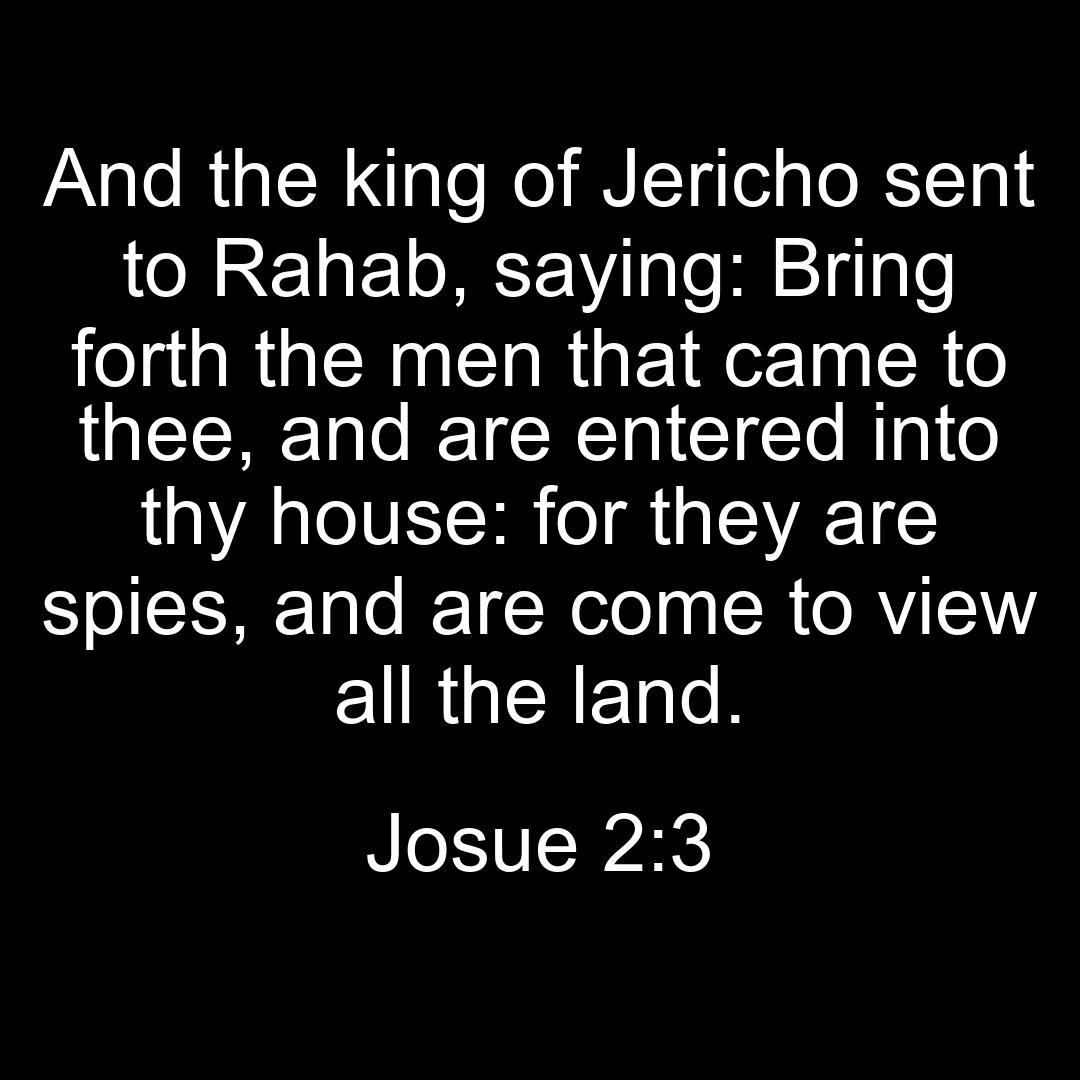 And the king of Jericho sent
to Rahab, saying: Bring
forth the men that came to
thee, and are entered into
thy house: for they are
spies, and are come to view
all the land.
Josue 2:3